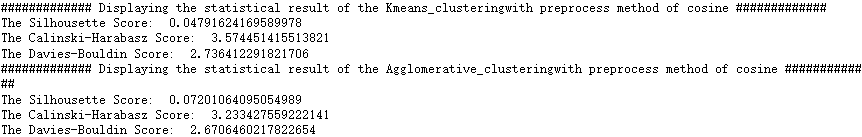 ############# Displaying the statistical result of the Kmeans_clusteringwith preprocess method of cosine #############
The Silhousette Score:  0.04791624169589978
The Calinski-Harabasz Score:  3.574451415513821
The Davies-Bouldin Score:  2.736412291821706
############# Displaying the statistical result of the Agglomerative_clusteringwith preprocess method of cosine ###########
##
The Silhousette Score:  0.07201064095054989
The Calinski-Harabasz Score:  3.233427559222141
The Davies-Bouldin Score:  2.6706460217822654